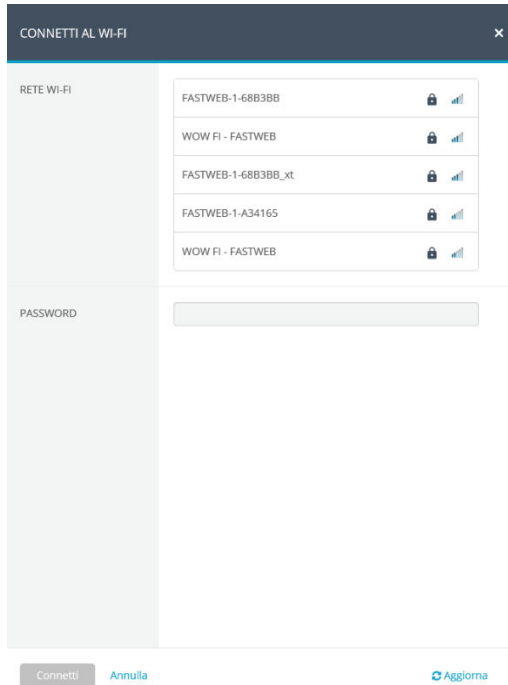 CONNETTI AL WI-FI
RETE WI-FI
FASTWEB-1-68B3BB
WOW FI - FASTWEB
FASTWEB-1-68B3BB_xt
FASTWEB-1-A34165
WOW FI - FASTWEB
PASSWORD
Connetti Annulla Aggiorna